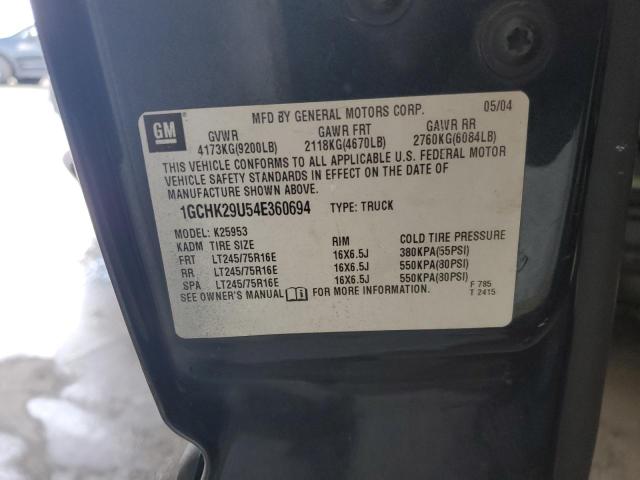 MFD BY GENERAL MOTORS CORP. 05/04
GM
GVWR GAWR FRT GAWR RR
4173KG(9200LB) 2118KG(4670LB) 2760KG(6084LB)
THIS VEHICLE CONFORMS TO ALL APPLICABLE U.S. FEDERAL MOTOR
VEHICLE SAFETY STANDARDS IN EFFECT ON THE DATE OF
MANUFACTURE SHOWN ABOVE.
1GCHK29U54E360694 TYPE: TRUCK
MODEL: K25953
KADM TIRE SIZE RIM COLD TIRE PRESSURE
FRT LT245/75R16E 16X6.5J 380KPA(55PSI)
RR LT245/75R16E 16X6.5J 550KPA(80PSI)
SPA LT245/75R16E 16X6.5J 550KPA(80PSI)
SEE OWNER'S MANUAL FOR MORE INFORMATION. F 785
T 2415